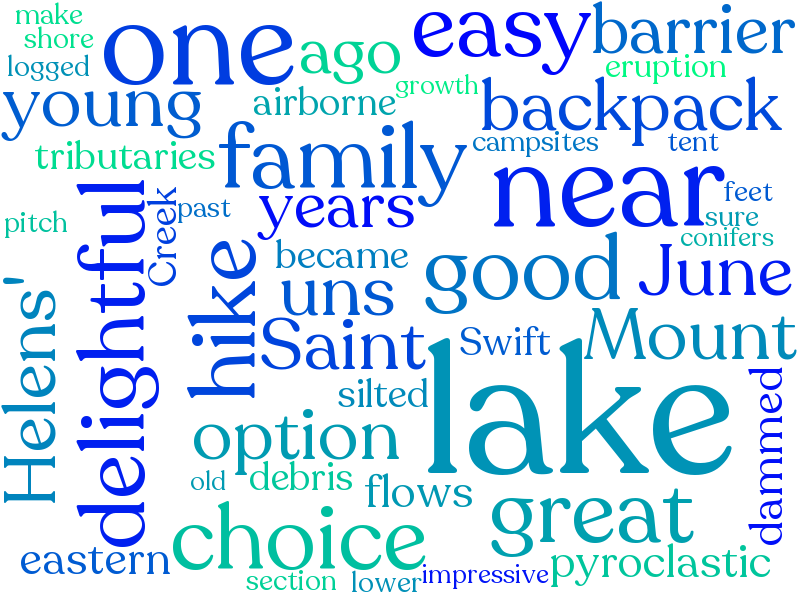 make
shore
logged
one
ago
easy
barrier
eruption
growth
young
airborne
backpack
tributaries
family
campsites
tent
near
feet
sure
conifers
pitch
delightful
Creek
past
years
became
good
June
Helens'
hike
uns
Saint
Swift
Mount
silted
lake
dammed
option
old
debris
flows
great
choice
eastern
section
lower
impressive
pyroclastic